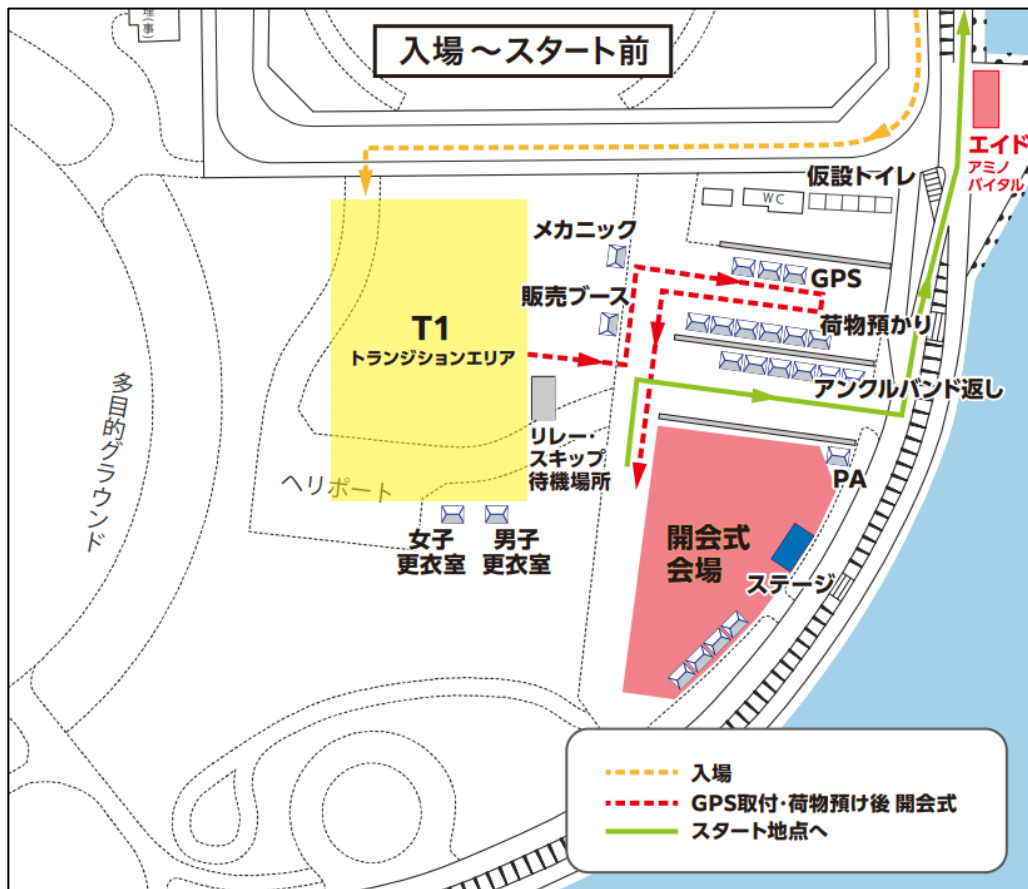 理(事)
入場～スタート前
エイド
アミノ
バイタル
仮設トイレ
WC
メカニック
GPS
販売ブース
荷物預かり
T1
トランジションエリア
アンクルバンド返し
多目的グラウンド
リレー・
スキップ
待機場所
ヘリポート
PA
女子
更衣室
男子
更衣室
開会式
会場
ステージ
入場
GPS取付・荷物預け後 開会式
スタート地点へ